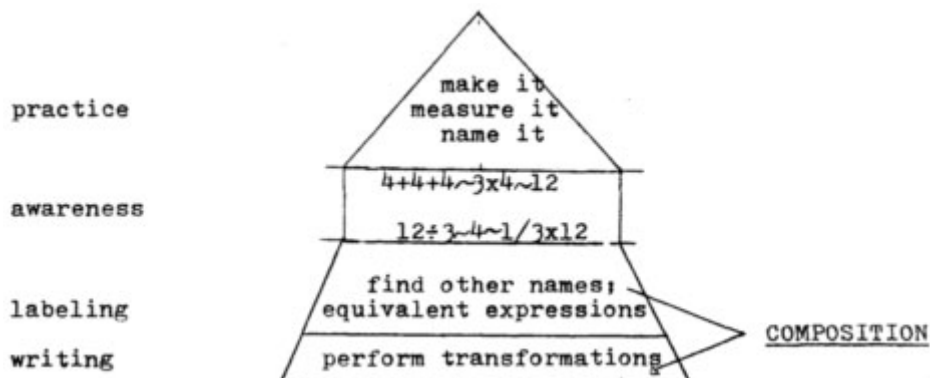 make it
practice measure it
name it
4+4+4~3x4~12
awareness
12÷3~4~1/3x12
find other names;
labeling equivalent expressions
COMPOSITION
writing perform transformations